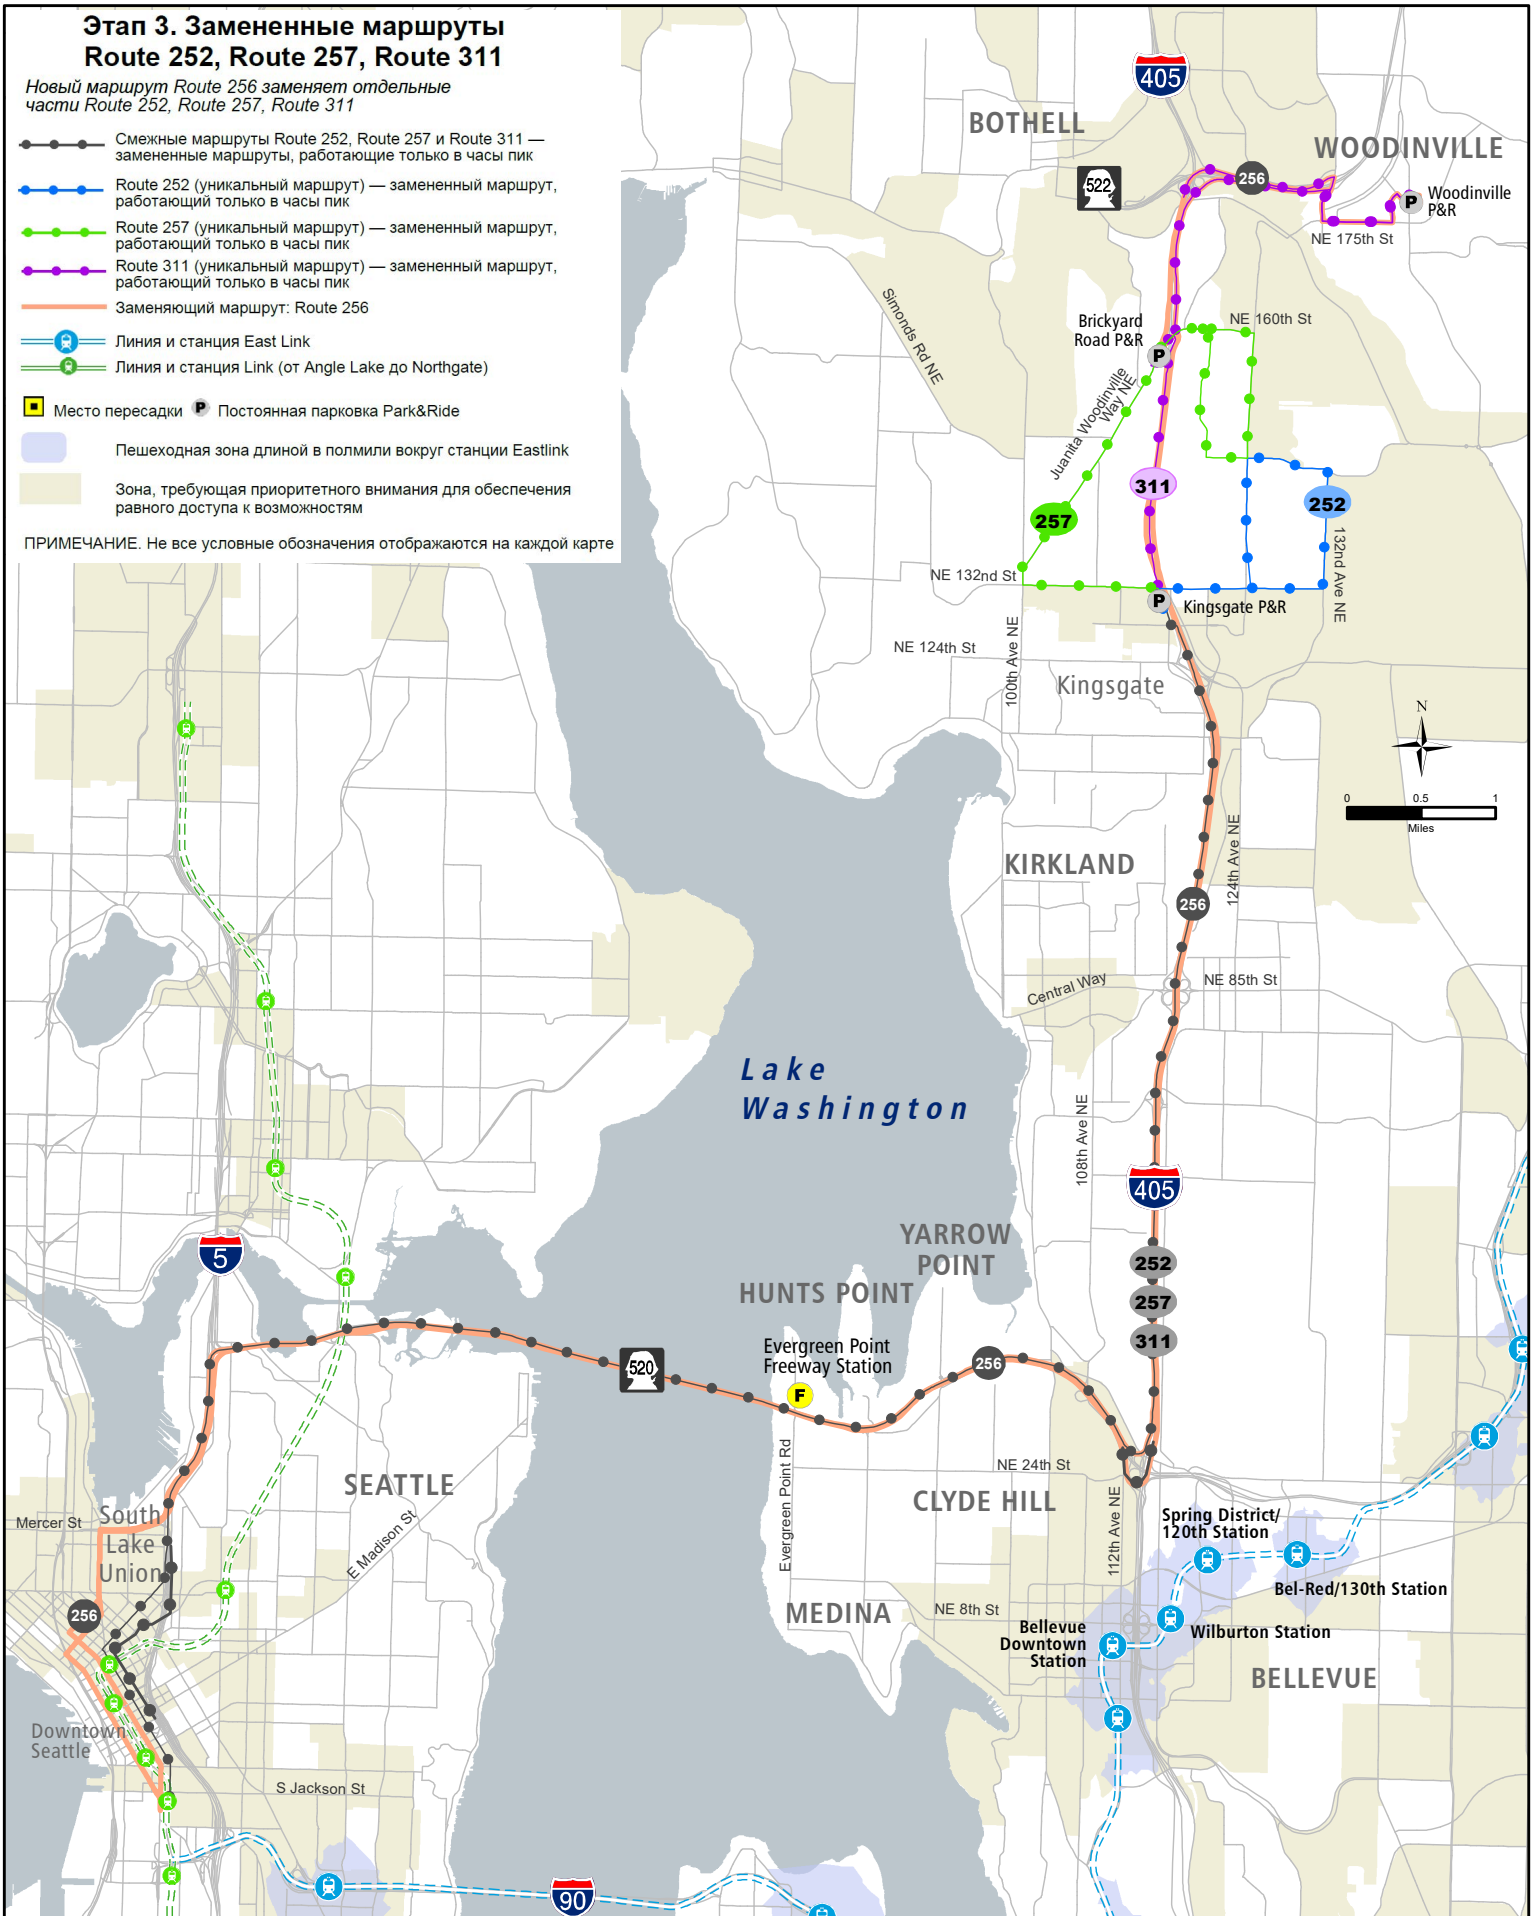 Этап 3. Замененные маршруты
Route 252, Route 257, Route 311
Новый маршрут Route 256 заменяет отдельные
части Route 252, Route 257, Route 311
Смежные маршруты Route 252, Route 257 и Route 311 —
замененные маршруты, работающие только в часы пик
Route 252 (уникальный маршрут) — замененный маршрут,
работающий только в часы пик
Route 257 (уникальный маршрут) — замененный маршрут,
работающий только в часы пик
Route 311 (уникальный маршрут) — замененный маршрут,
работающий только в часы пик
Заменяющий маршрут: Route 256
Линия и станция East Link
Линия и станция Link (от Angle Lake до Northgate)
Место пересадки
P Постоянная парковка Park&Ride
Пешеходная зона длиной в полмили вокруг станции Eastlink
Зона, требующая приоритетного внимания для обеспечения
равного доступа к возможностям
ПРИМЕЧАНИЕ. Не все условные обозначения отображаются на каждой карте
405
BOTHELL
WOODINVILLE
522
256
P
Woodinville
P&R
NE 175th St
Simonds Rd NE
Brickyard
Road P&R
P
NE 160th St
Juanita Woodinville
Way NE
311
257
252
132nd Ave NE
NE 132nd St
P
Kingsgate P&R
100th Ave NE
NE 124th St
Kingsgate
N
0 0.5 1
Miles
KIRKLAND
124th Ave NE
256
Central Way
NE 85th St
Lake
Washington
108th Ave NE
405
YARROW
POINT
252
5
HUNTS POINT
257
311
Evergreen Point
Freeway Station
256
520
F
Evergreen Point Rd
NE 24th St
SEATTLE
CLYDE HILL
112th Ave NE
Spring District/
120th Station
Mercer St
South
Lake
Union
E Madison St
Bel-Red/130th Station
256
MEDINA
NE 8th St
Bellevue
Downtown
Station
Wilburton Station
BELLEVUE
Downtown
Seattle
S Jackson St
90